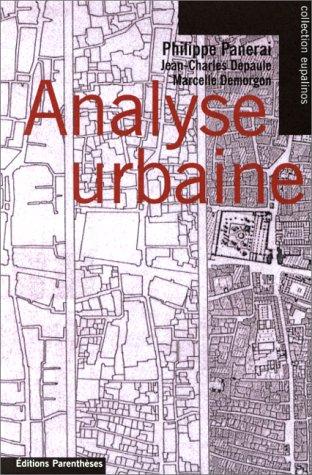 Philippe Panerai
Jean-Charles Depaule
Marcelle Demorgon
Analyse
urbaine
collection eupalinos
Éditions Parenthèses